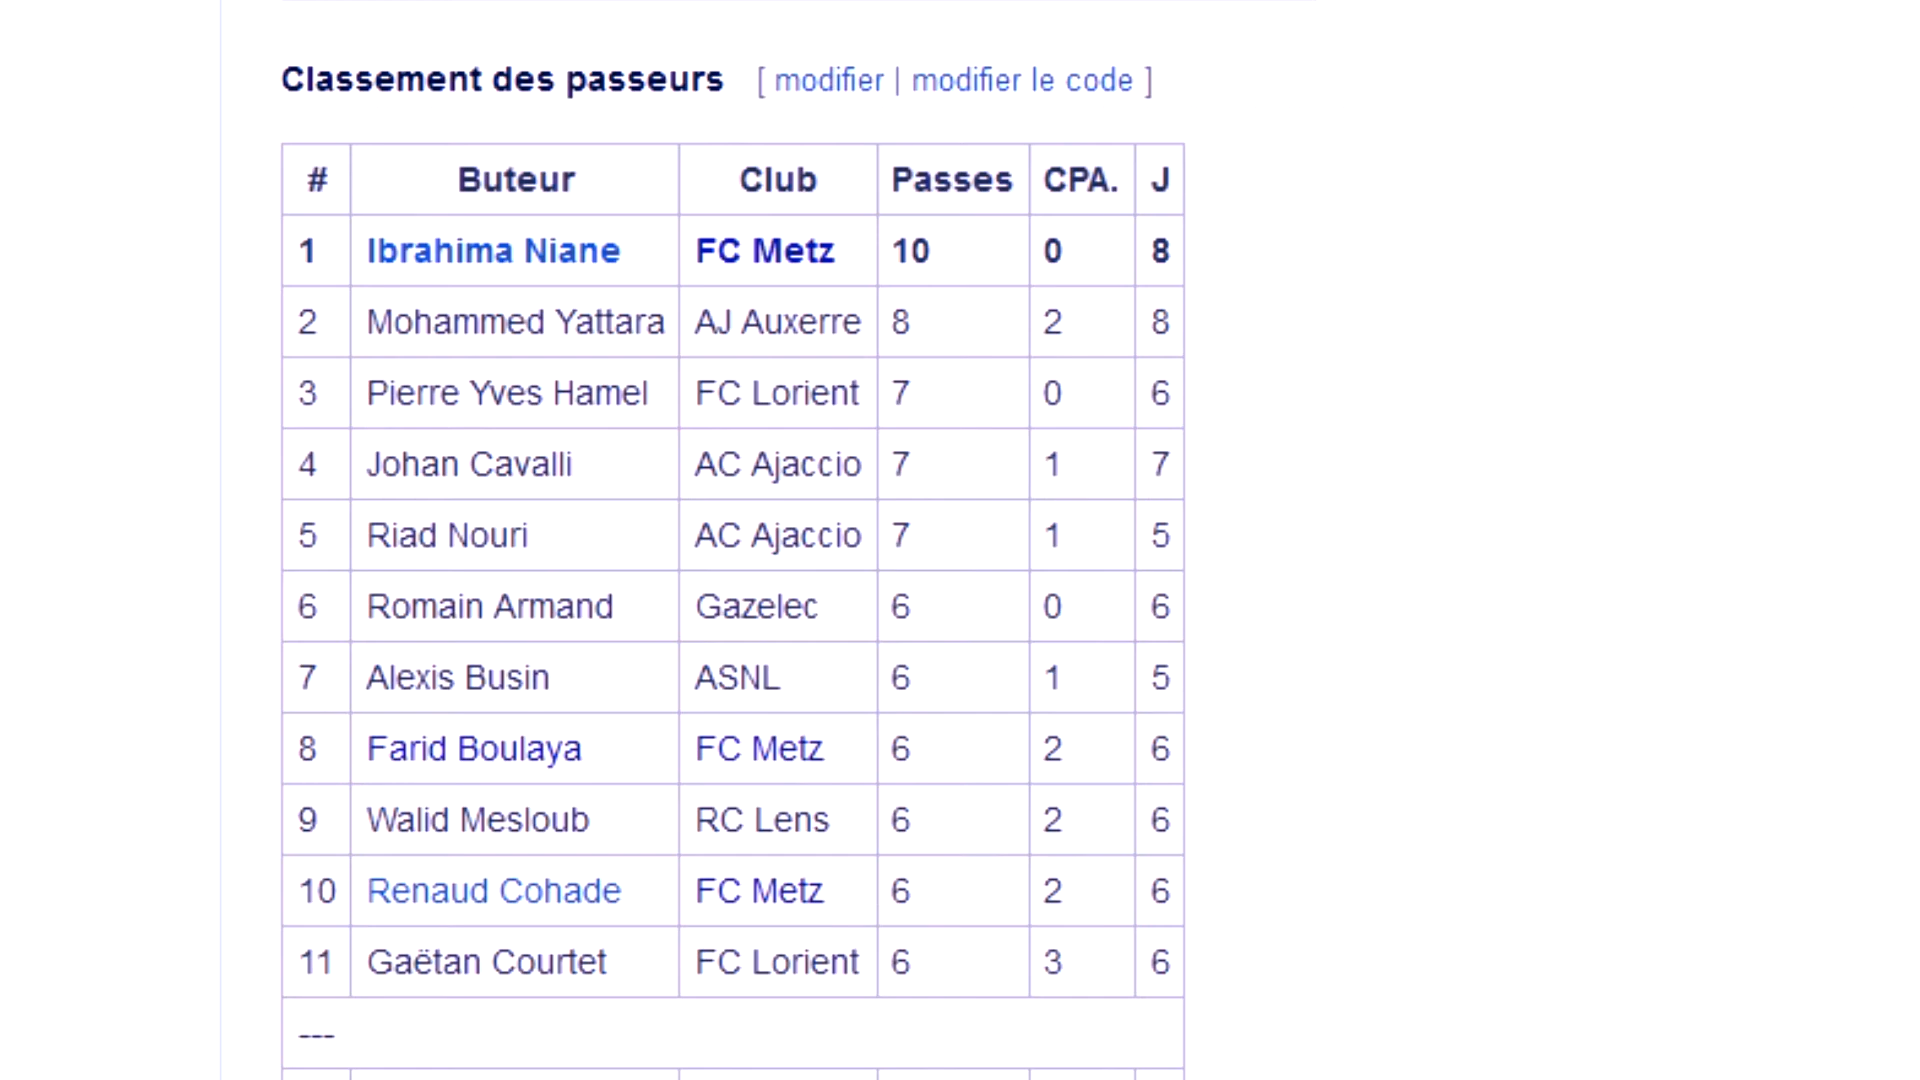 Classement des passeurs [ modifier | modifier le code ]
# Buteur Club Passes CPA. J
1 Ibrahima Niane FC Metz 10 0 8
2 Mohammed Yattara AJ Auxerre 8 2 8
3 Pierre Yves Hamel FC Lorient 7 0 6
4 Johan Cavalli AC Ajaccio 7 1 7
5 Riad Nouri AC Ajaccio 7 1 5
6 Romain Armand Gazelec 6 0 6
7 Alexis Busin ASNL 6 1 5
8 Farid Boulaya FC Metz 6 2 6
9 Walid Mesloub RC Lens 6 2 6
10 Renaud Cohade FC Metz 6 2 6
11 Gaëtan Courtet FC Lorient 6 3 6
---